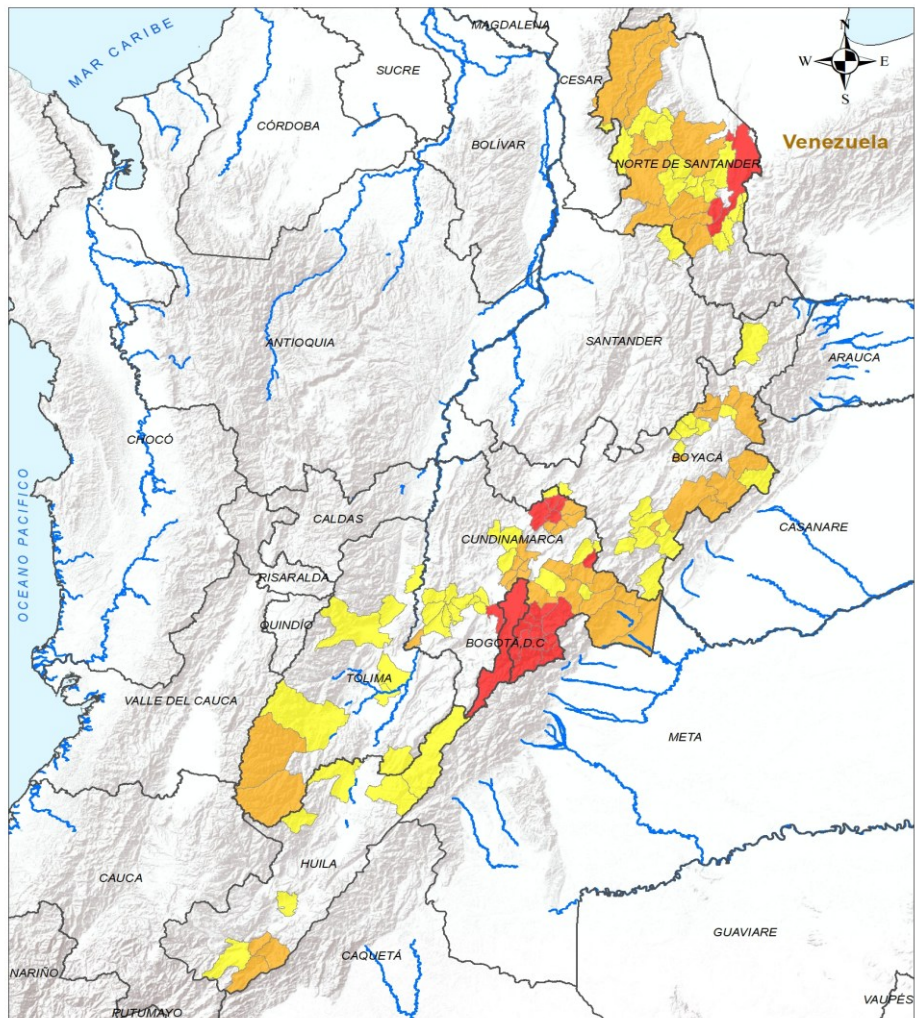 MAGDALENA
MAR CARIBE
N
W
E
S
SUCRE
CESAR
CÓRDOBA
BOLÍVAR
Venezuela
NORTE DE SANTANDER
ANTIOQUIA
SANTANDER
ARAUCA
CHOCÓ
BOYACÁ
OCEANO PACIFICO
CALDAS
CUNDINAMARCA
CASANARE
RISARALDA
QUINDÍO
BOGOTÁ,D.C
TOLIMA
VALLE DEL CAUCA
META
HUILA
CAUCA
GUAVIARE
CAQUETÁ
NARIÑO
VAUPÉS
PUTUMAYO